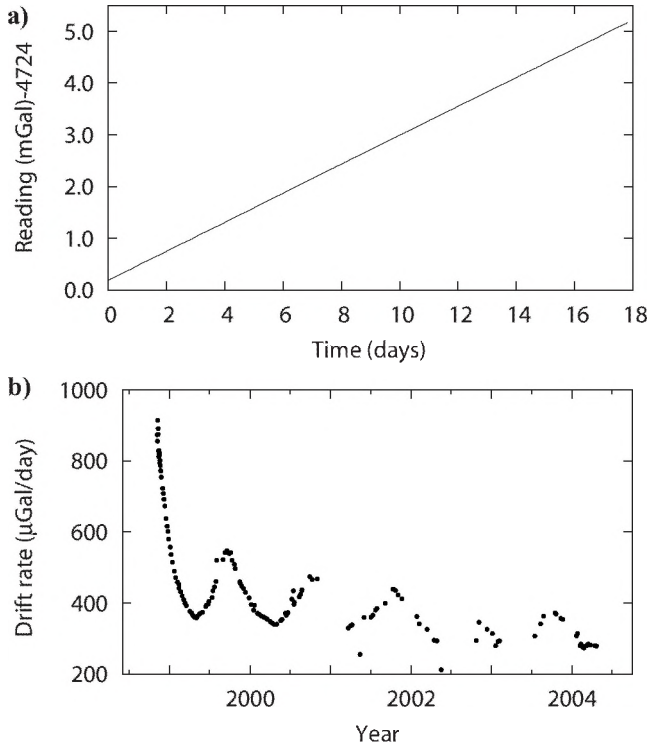 a)
Reading (mGal)-4724
5.0
4.0
3.0
2.0
1.0
0.0
0 2 4 6 8 10 12 14 16 18
Time (days)
b)
Drift rate (µGal/day)
1000
800
600
400
200
2000 2002 2004
Year